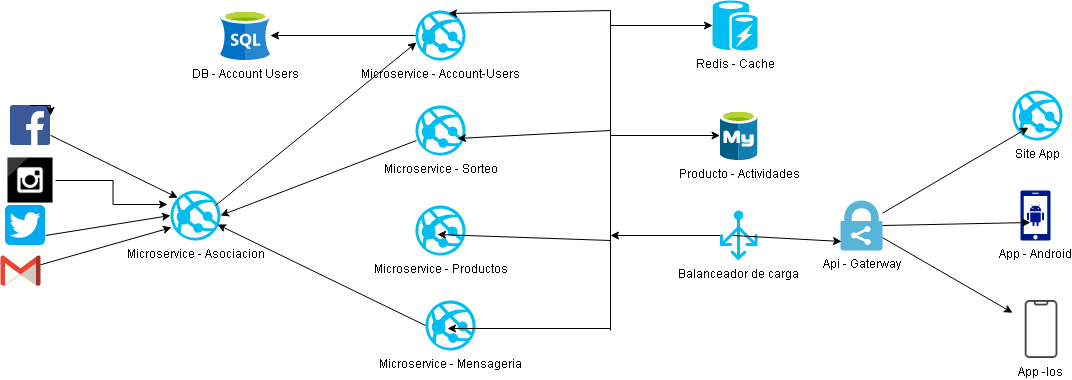 SQL
DB - Account Users
Microservice - Account-Users
Redis - Cache
Microservice - Sorteo
My
Producto - Actividades
Site App
Microservice - Asociacion
Microservice - Productos
Balanceador de carga
Api - Gaterway
App - Android
Microservice - Mensageria
App -Ios